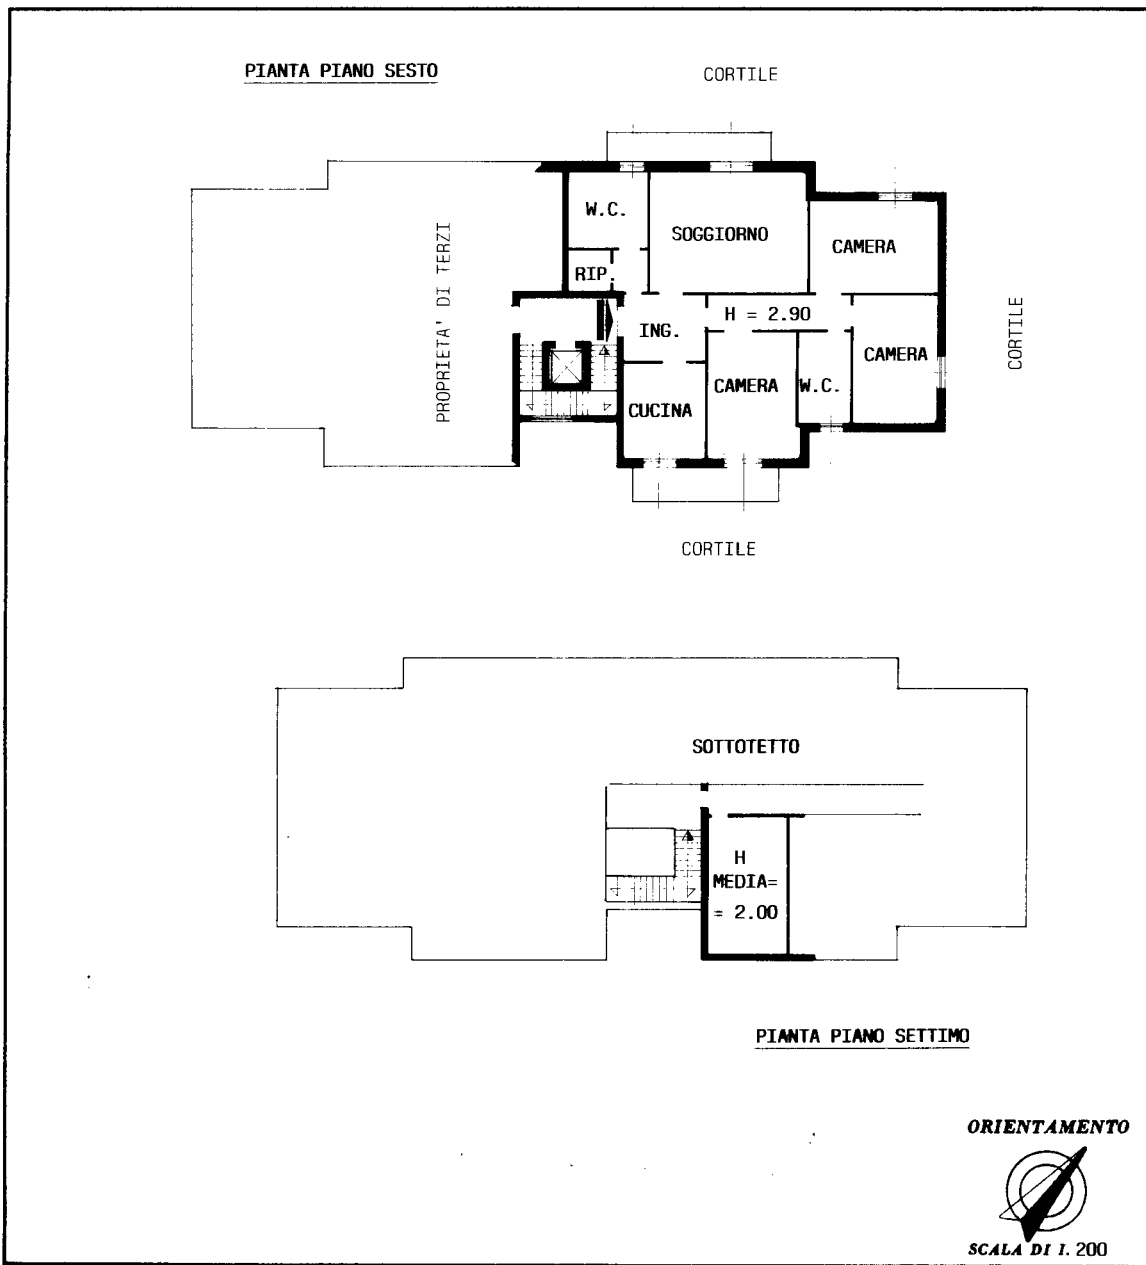 PIANTA PIANO SESTO
CORTILE
W.C.
SOGGIORNO
CAMERA
RIP.
PROPRIETA' DI TERZI
H = 2.90
ING.
CAMERA
CORTILE
CAMERA
W.C.
CUCINA
CORTILE
SOTTOTETTO
H
MEDIA=
= 2.00
PIANTA PIANO SETTIMO
ORIENTAMENTO
SCALA DI 1. 200